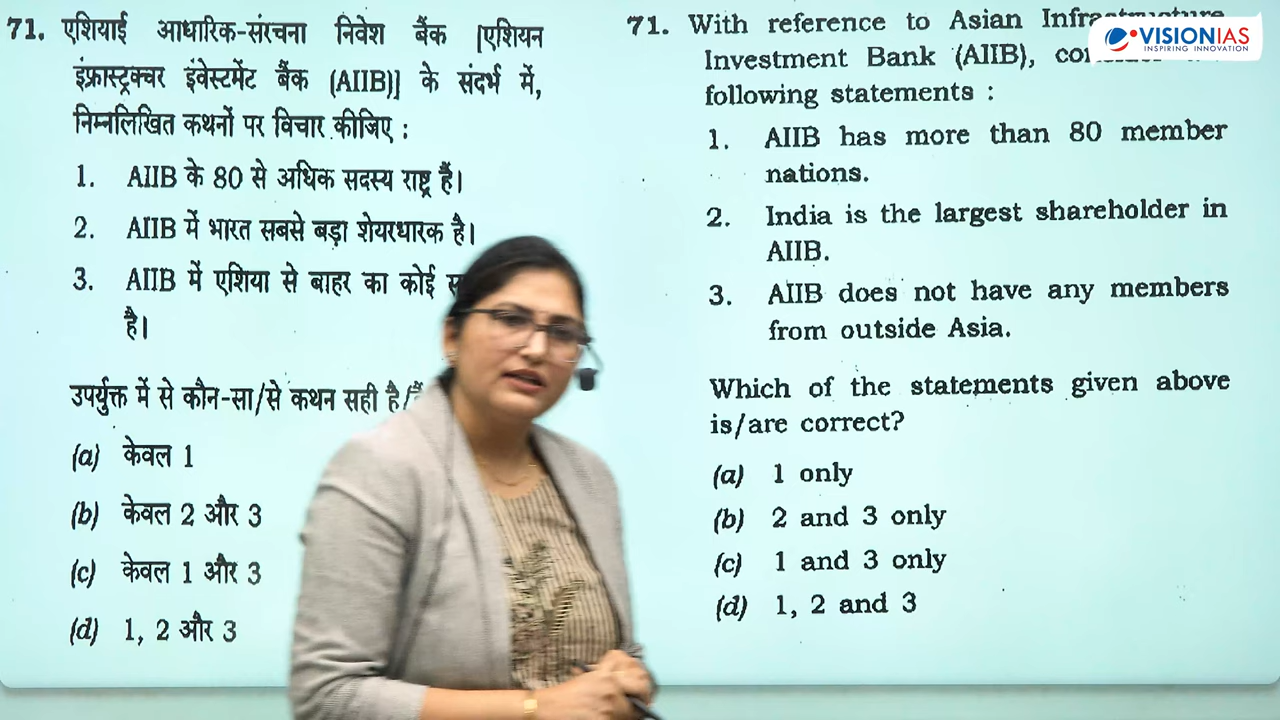 71. एशियाई आधारिक-संरचना निवेश बैंक [एशियन
इंफ्रास्ट्रक्चर इंवेस्टमेंट बैंक (AIIB)] के संदर्भ में,
निम्नलिखित कथनों पर विचार कीजिए :
1. AIIB के 80 से अधिक सदस्य राष्ट्र हैं।
2. AIIB में भारत सबसे बड़ा शेयरधारक है।
3. AIIB में एशिया से बाहर का कोई
है।
उपर्युक्त में से कौन-सा/से कथन सही है/हैं
(a) केवल 1
(b) केवल 2 और 3
(c) केवल 1 और 3
(d) 1, 2 और 3
71. With reference to Asian
Investment Bank (AIIB),
following statements :
1. AIIB has more than 80 member
nations.
2. India is the largest shareholder in
AIIB.
3. AIIB does not have any members
from outside Asia.
Which of the statements given above
is/are correct?
(a) 1 only
(b) 2 and 3 only
(c) 1 and 3 only
(d) 1, 2 and 3
VISIONIAS
INSPIRING INNOVATION